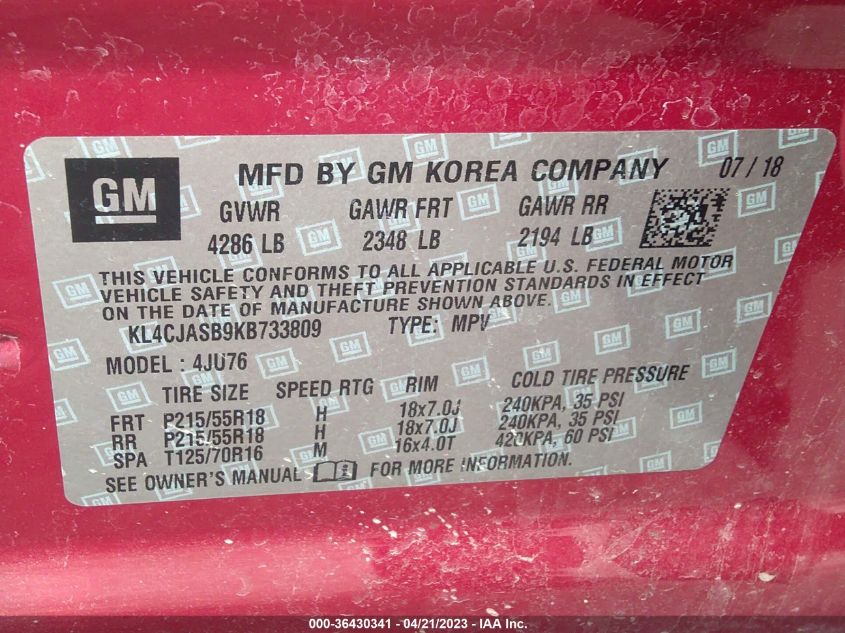 GM MFD BY GM KOREA COMPANY 07 / 18
GVWR GAWR FRT GAWR RR
4286 LB 2348 LB 2194 LB
THIS VEHICLE CONFORMS TO ALL APPLICABLE U.S. FEDERAL MOTOR
VEHICLE SAFETY AND THEFT PREVENTION STANDARDS IN EFFECT
ON THE DATE OF MANUFACTURE SHOWN ABOVE.
KL4CJASB9KB733809 TYPE: MPV
MODEL : 4JU76
TIRE SIZE SPEED RTG RIM COLD TIRE PRESSURE
FRT P215/55R18 H 18x7.0J 240KPA, 35 PSI
RR P215/55R18 H 18x7.0J 240KPA, 35 PSI
SPA T125/70R16 M 16x4.0T 420KPA, 60 PSI
SEE OWNER'S MANUAL FOR MORE INFORMATION.
000-36430341 - 04/21/2023 - IAA Inc.